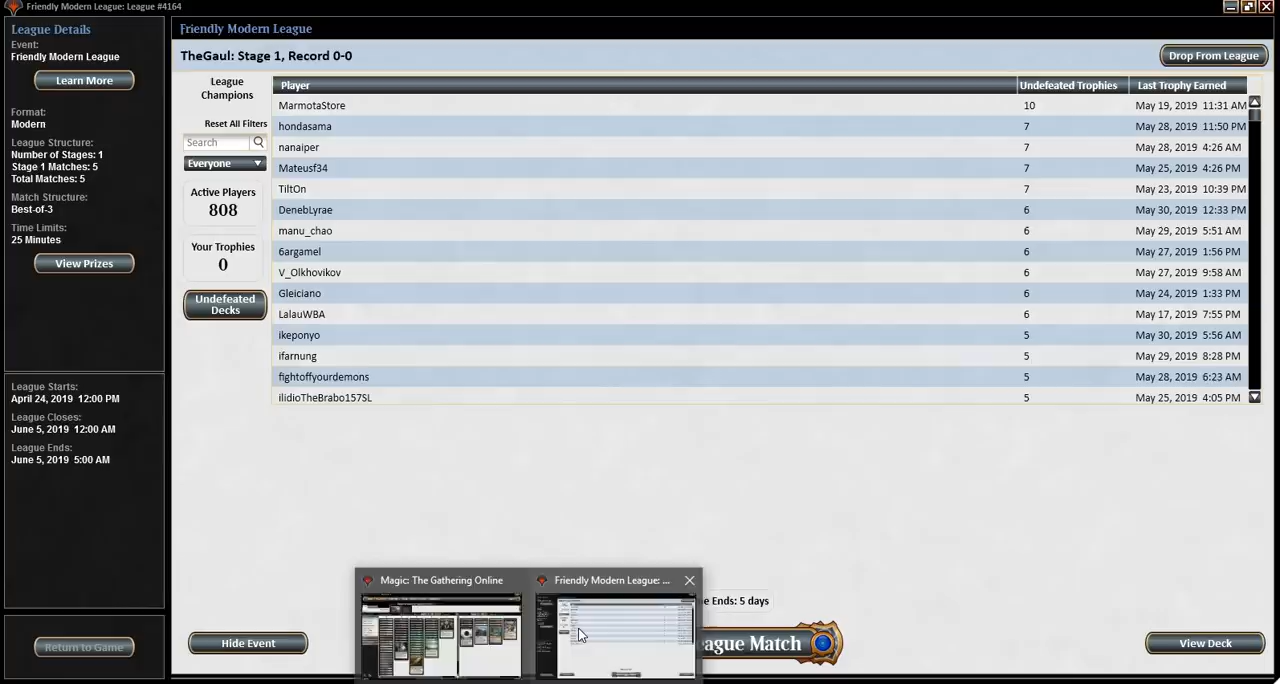 Friendly Modern League: League #4164
League Details
Event:
Friendly Modern League
Learn More
Format:
Modern
League Structure:
Number of Stages: 1
Stage 1 Matches: 5
Total Matches: 5
Match Structure:
Best-of-3
Time Limits:
25 Minutes
View Prizes
League Starts:
April 24, 2019 12:00 PM
League Closes:
June 5, 2019 12:00 AM
League Ends:
June 5, 2019 5:00 AM
Return to Game
Friendly Modern League
TheGaul: Stage 1, Record 0-0
Drop From League
League
Champions
Reset All Filters
Search
Everyone
Active Players
808
Your Trophies
0
Undefeated
Decks
Player Undefeated Trophies Last Trophy Earned
MarmotaStore 10 May 19, 2019 11:31 AM
hondasama 7 May 28, 2019 11:50 PM
nanaiper 7 May 28, 2019 4:26 AM
Mateusf34 7 May 25, 2019 4:26 PM
TiltOn 7 May 23, 2019 10:39 PM
DenebLyrae 6 May 30, 2019 12:33 PM
manu_chao 6 May 29, 2019 5:51 AM
6argamel 6 May 27, 2019 1:56 PM
V_Olkhovikov 6 May 27, 2019 9:58 AM
Gleiciano 6 May 24, 2019 1:33 PM
LalauWBA 6 May 17, 2019 7:55 PM
ikeponyo 5 May 30, 2019 5:56 AM
ifarnung 5 May 29, 2019 8:28 PM
fightoffyourdemons 5 May 28, 2019 6:23 AM
ilidioTheBrabo157SL 5 May 25, 2019 4:05 PM
Magic: The Gathering Online
Friendly Modern League: ...
e Ends: 5 days
Hide Event
eague Match
View Deck